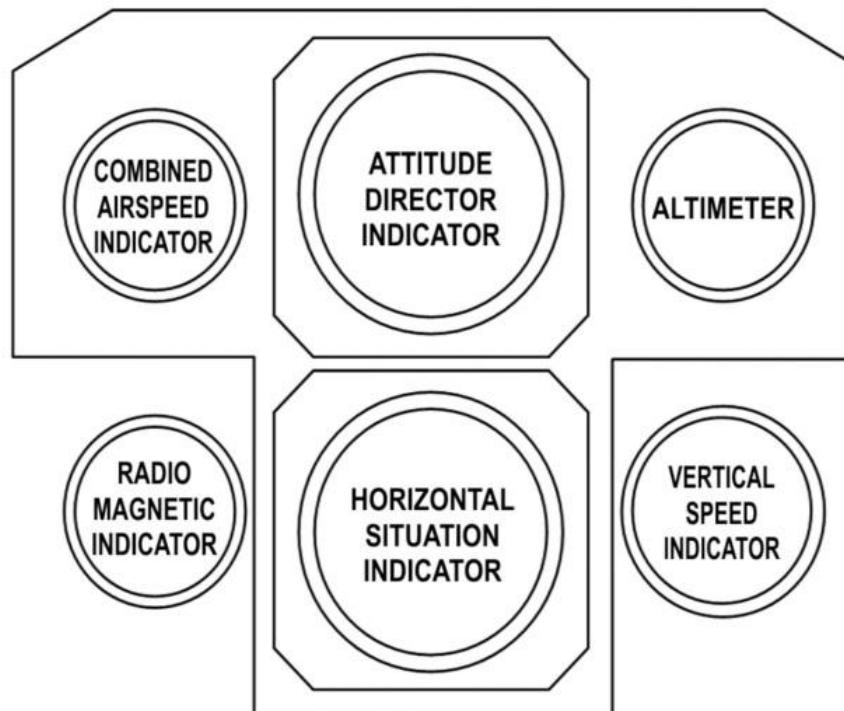 COMBINED
AIRSPEED
INDICATOR
ATTITUDE
DIRECTOR
INDICATOR
ALTIMETER
RADIO
MAGNETIC
INDICATOR
HORIZONTAL
SITUATION
INDICATOR
VERTICAL
SPEED
INDICATOR